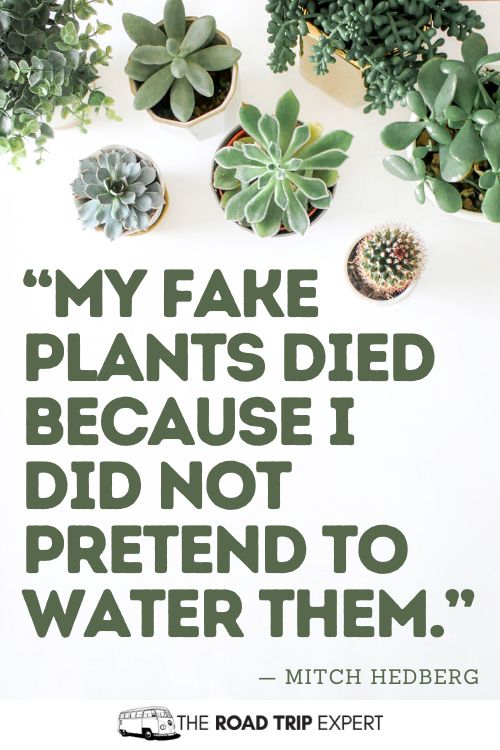 “MY FAKE
PLANTS DIED
BECAUSE I
DID NOT
PRETEND TO
WATER THEM.”
— MITCH HEDBERG
THE ROAD TRIP EXPERT